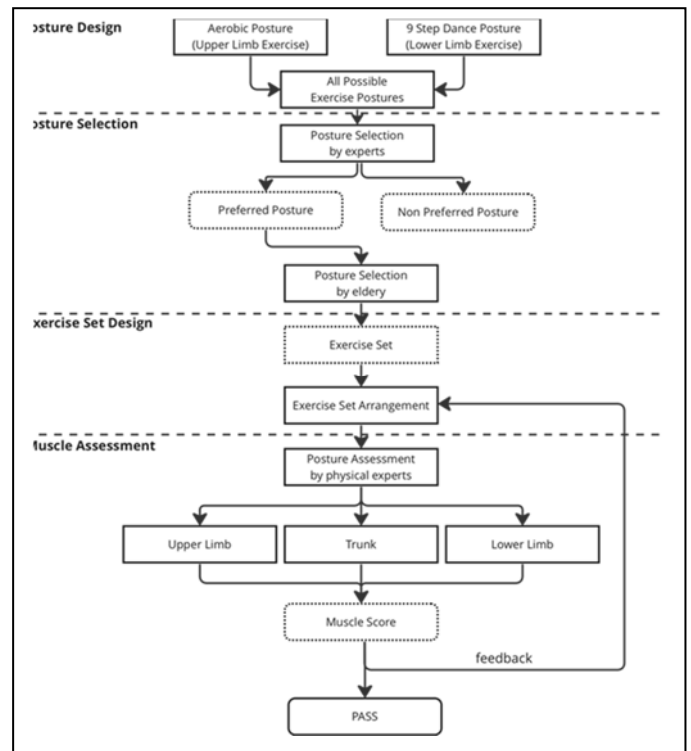 osture Design
Aerobic Posture
(Upper Limb Exercise)
9 Step Dance Posture
(Lower Limb Exercise)
All Possible
Exercise Postures
osture Selection
Posture Selection
by experts
Preferred Posture
Non Preferred Posture
Posture Selection
by eldery
xercise Set Design
Exercise Set
Exercise Set Arrangement
Muscle Assessment
Posture Assessment
by physical experts
Upper Limb
Trunk
Lower Limb
Muscle Score
feedback
PASS